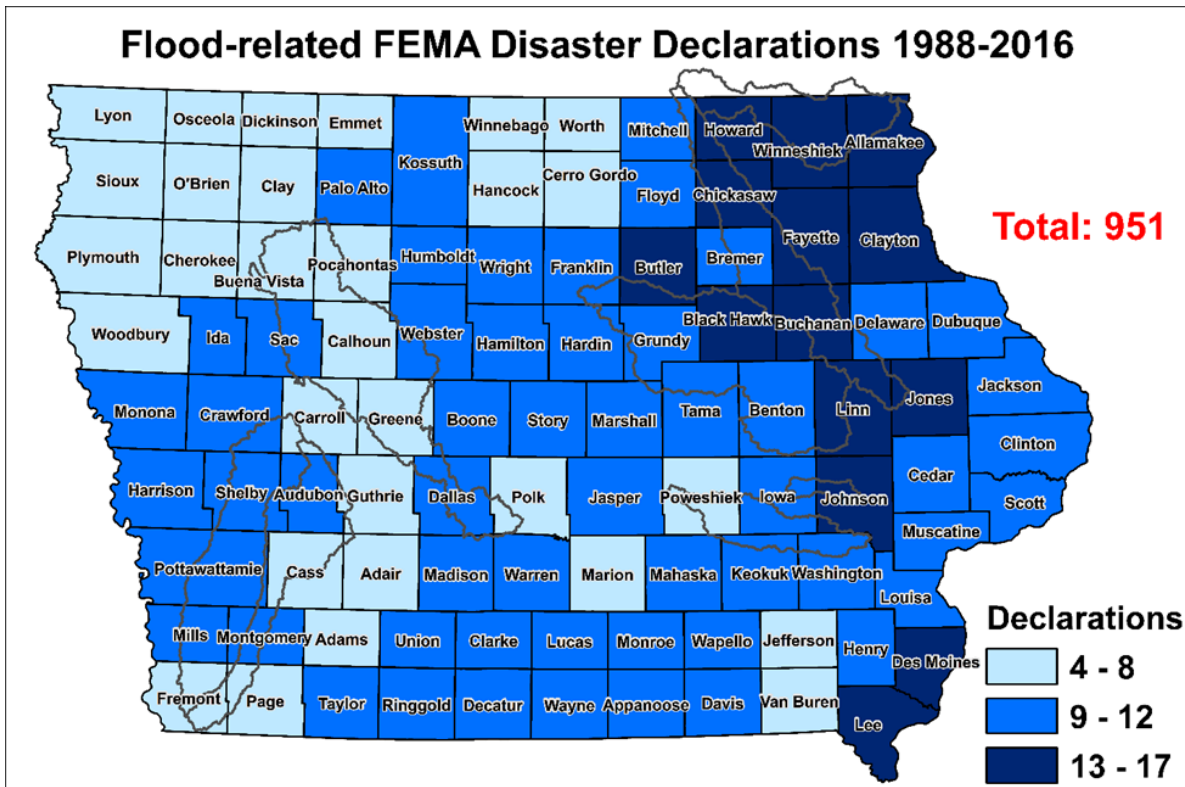 Flood-related FEMA Disaster Declarations 1988-2016
Lyon
Osceola
Dickinson
Emmet
Kossuth
Winnebago
Worth
Mitchell
Howard
Winneshiek
Allamakee
Sioux
O'Brien
Clay
Palo Alto
Hancock
Cerro Gordo
Floyd
Chickasaw
Total: 951
Plymouth
Cherokee
Buena Vista
Pocahontas
Humboldt
Wright
Franklin
Butler
Bremer
Fayette
Clayton
Woodbury
Ida
Sac
Calhoun
Webster
Hamilton
Hardin
Grundy
Black Hawk
Buchanan
Delaware
Dubuque
Monona
Crawford
Carroll
Greene
Boone
Story
Marshall
Tama
Benton
Linn
Jones
Jackson
Clinton
Harrison
Shelby
Audubon
Guthrie
Dallas
Polk
Jasper
Poweshiek
Iowa
Johnson
Cedar
Scott
Muscatine
Pottawattamie
Cass
Adair
Madison
Warren
Marion
Mahaska
Keokuk
Washington
Louisa
Mills
Montgomery
Adams
Union
Clarke
Lucas
Monroe
Wapello
Jefferson
Henry
Des Moines
Fremont
Page
Taylor
Ringgold
Decatur
Wayne
Appanoose
Davis
Van Buren
Lee
Declarations
4 - 8
9 - 12
13 - 17